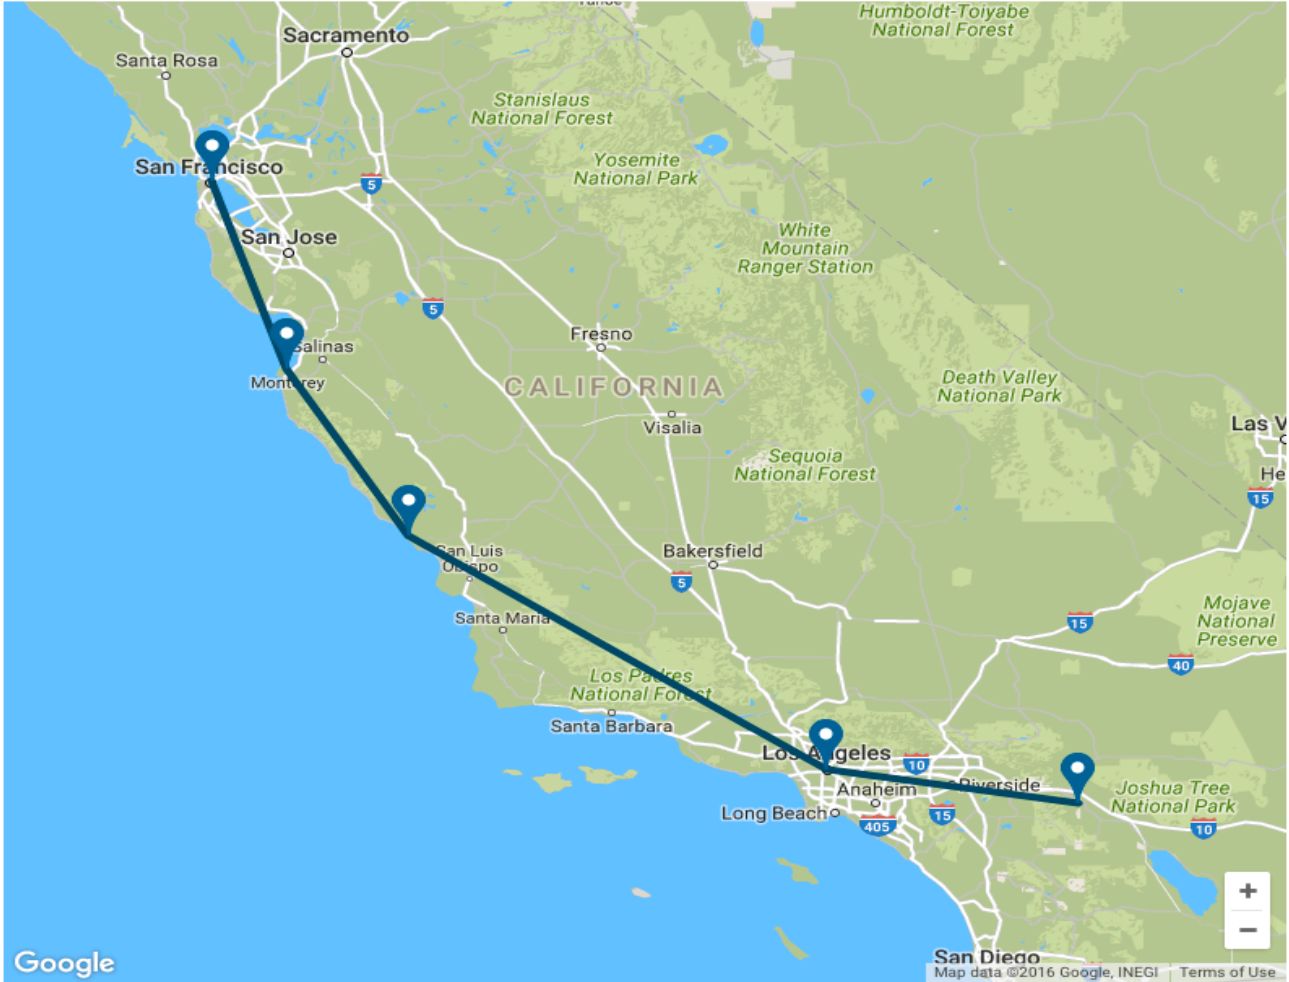 Humboldt-Toiyabe
National Forest
Sacramento
Santa Rosa
Stanislaus
National Forest
Yosemite
National Park
San Francisco
5
White
Mountain
Ranger Station
San Jose
5
Fresno
Salinas
Monterey
CALIFORNIA
Death Valley
National Park
Visalia
Las V
Sequoia
National Forest
He
15
San Luis
Obispo
Bakersfield
5
Santa Maria
15
Mojave
National
Preserve
40
Los Padres
National Forest
Santa Barbara
Los Angeles
10
Riverside
Anaheim
Joshua Tree
National Park
Long Beach
405
15
10
+
−
San Diego
Google
Map data ©2016 Google, INEGI
Terms of Use